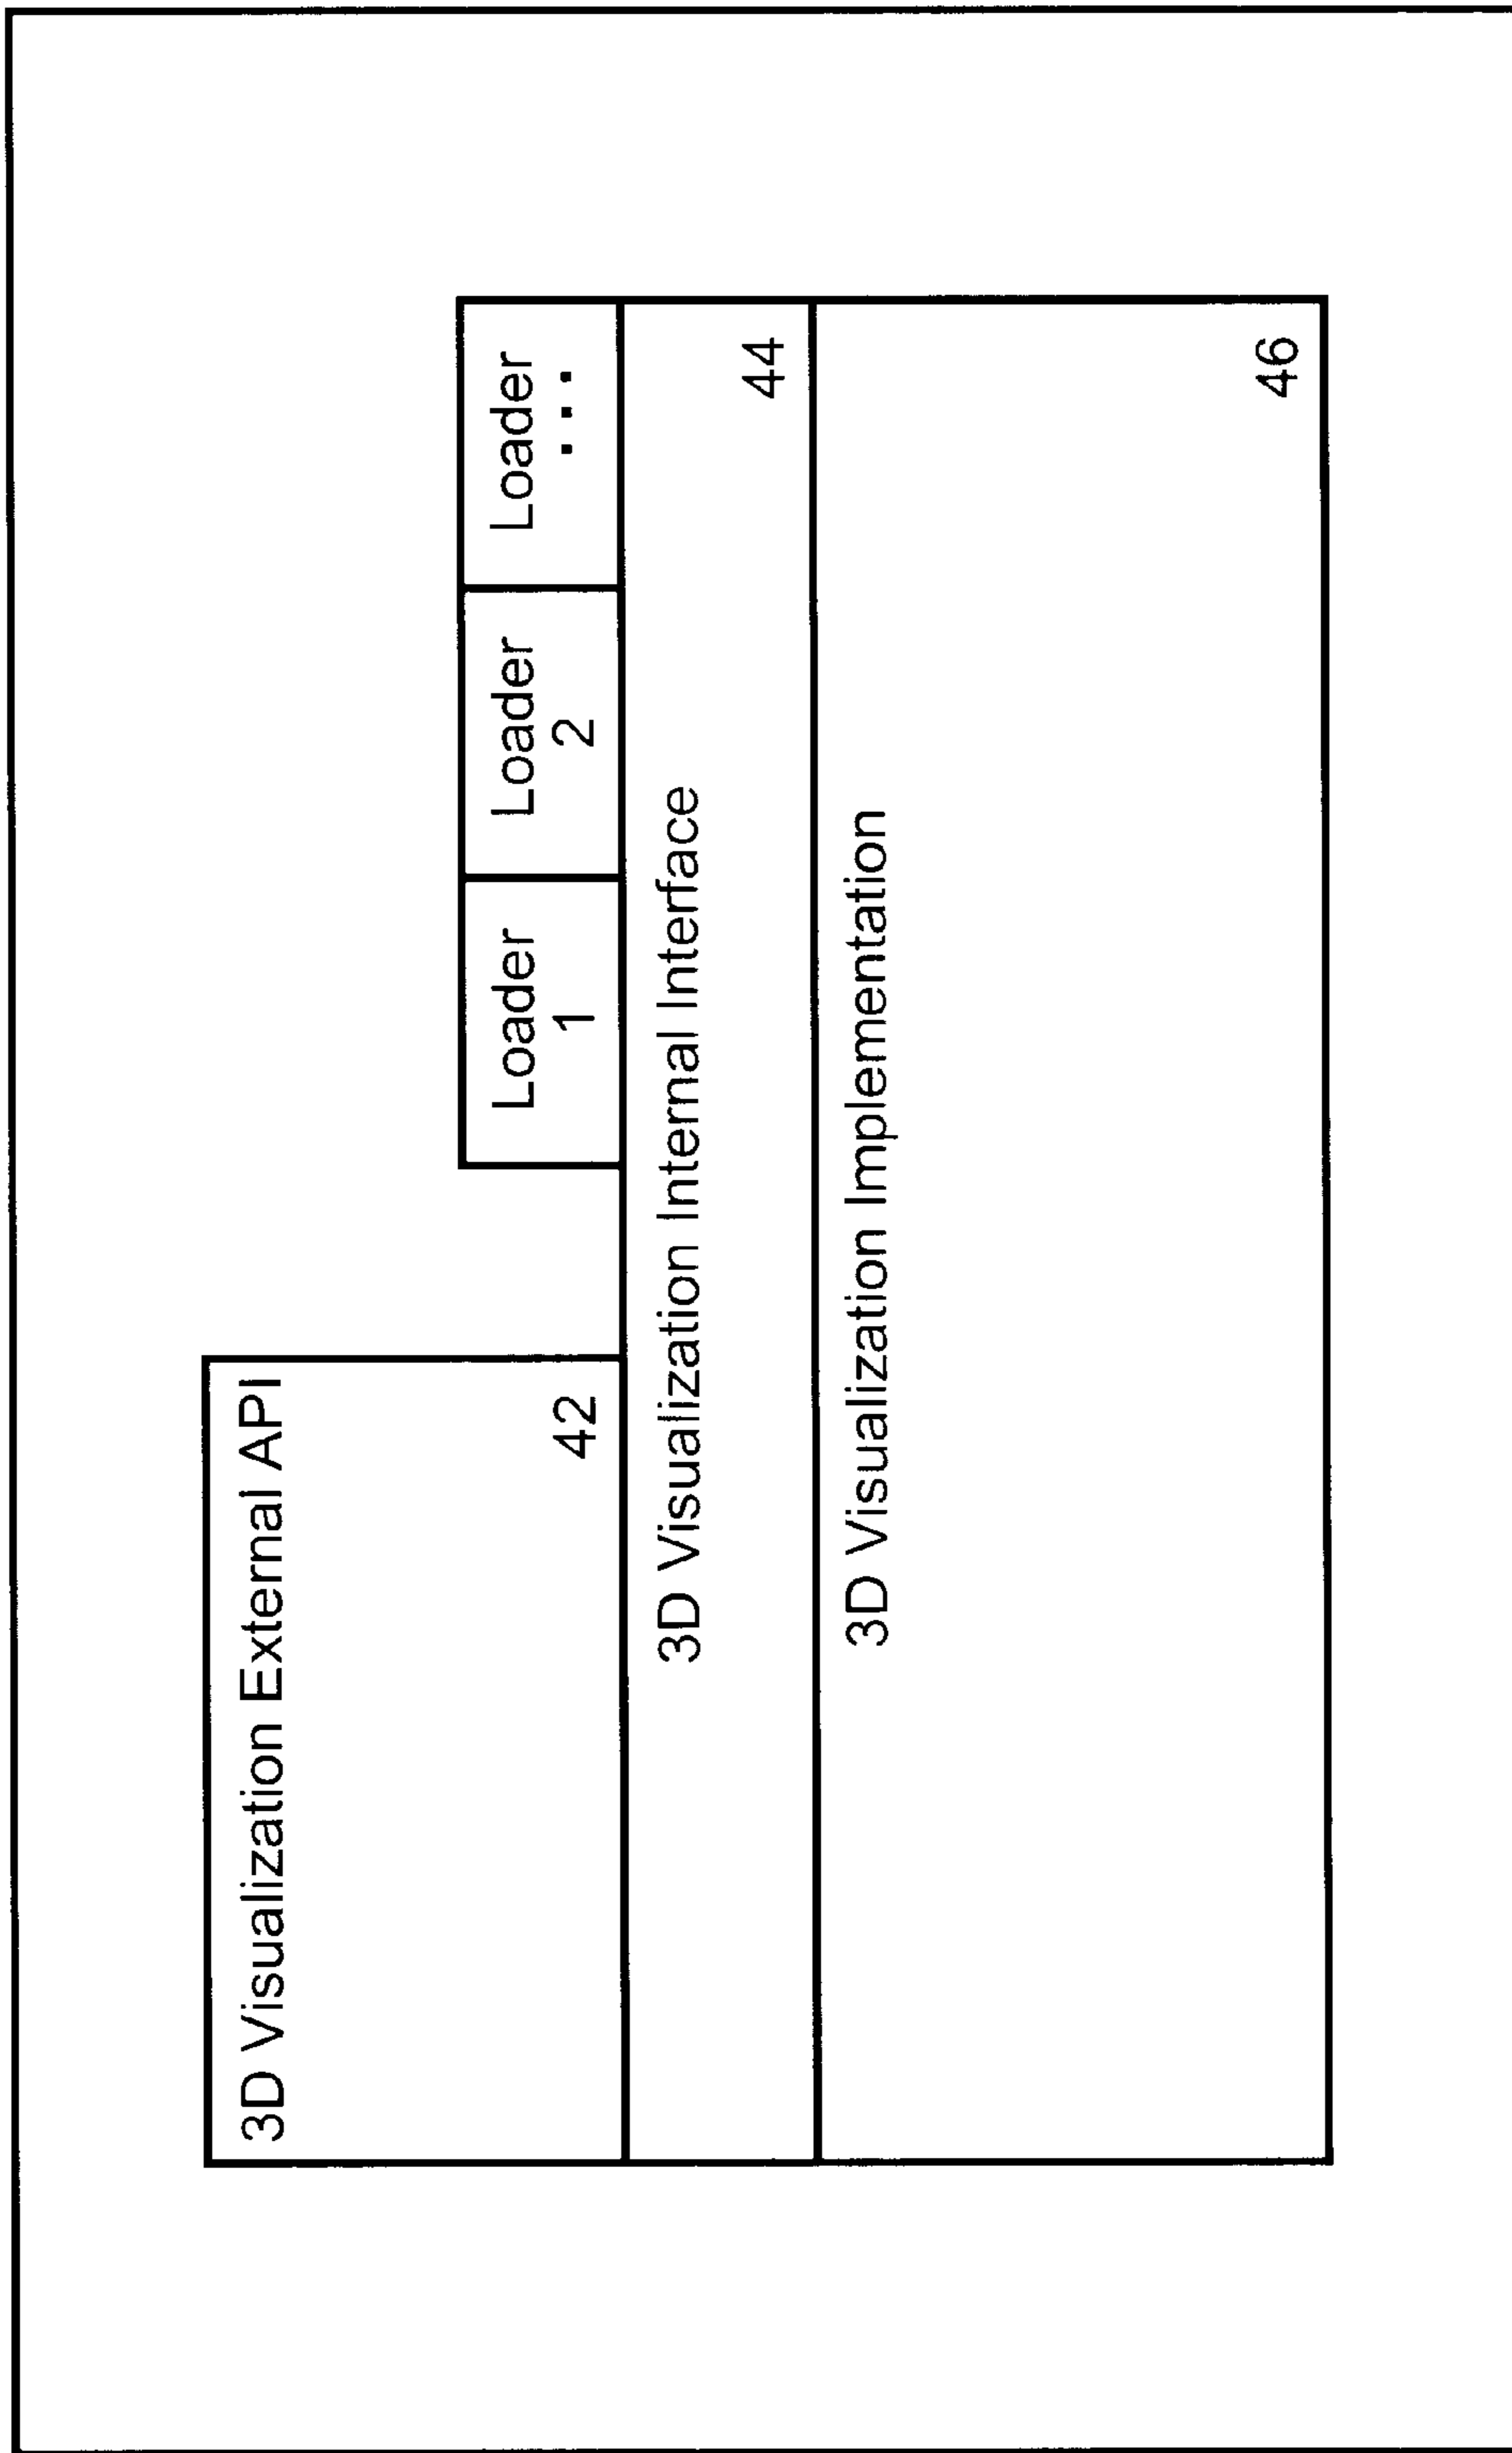 3D Visualization External API
42
Loader
1
Loader
2
Loader
...
3D Visualization Internal Interface
44
3D Visualization Implementation
46